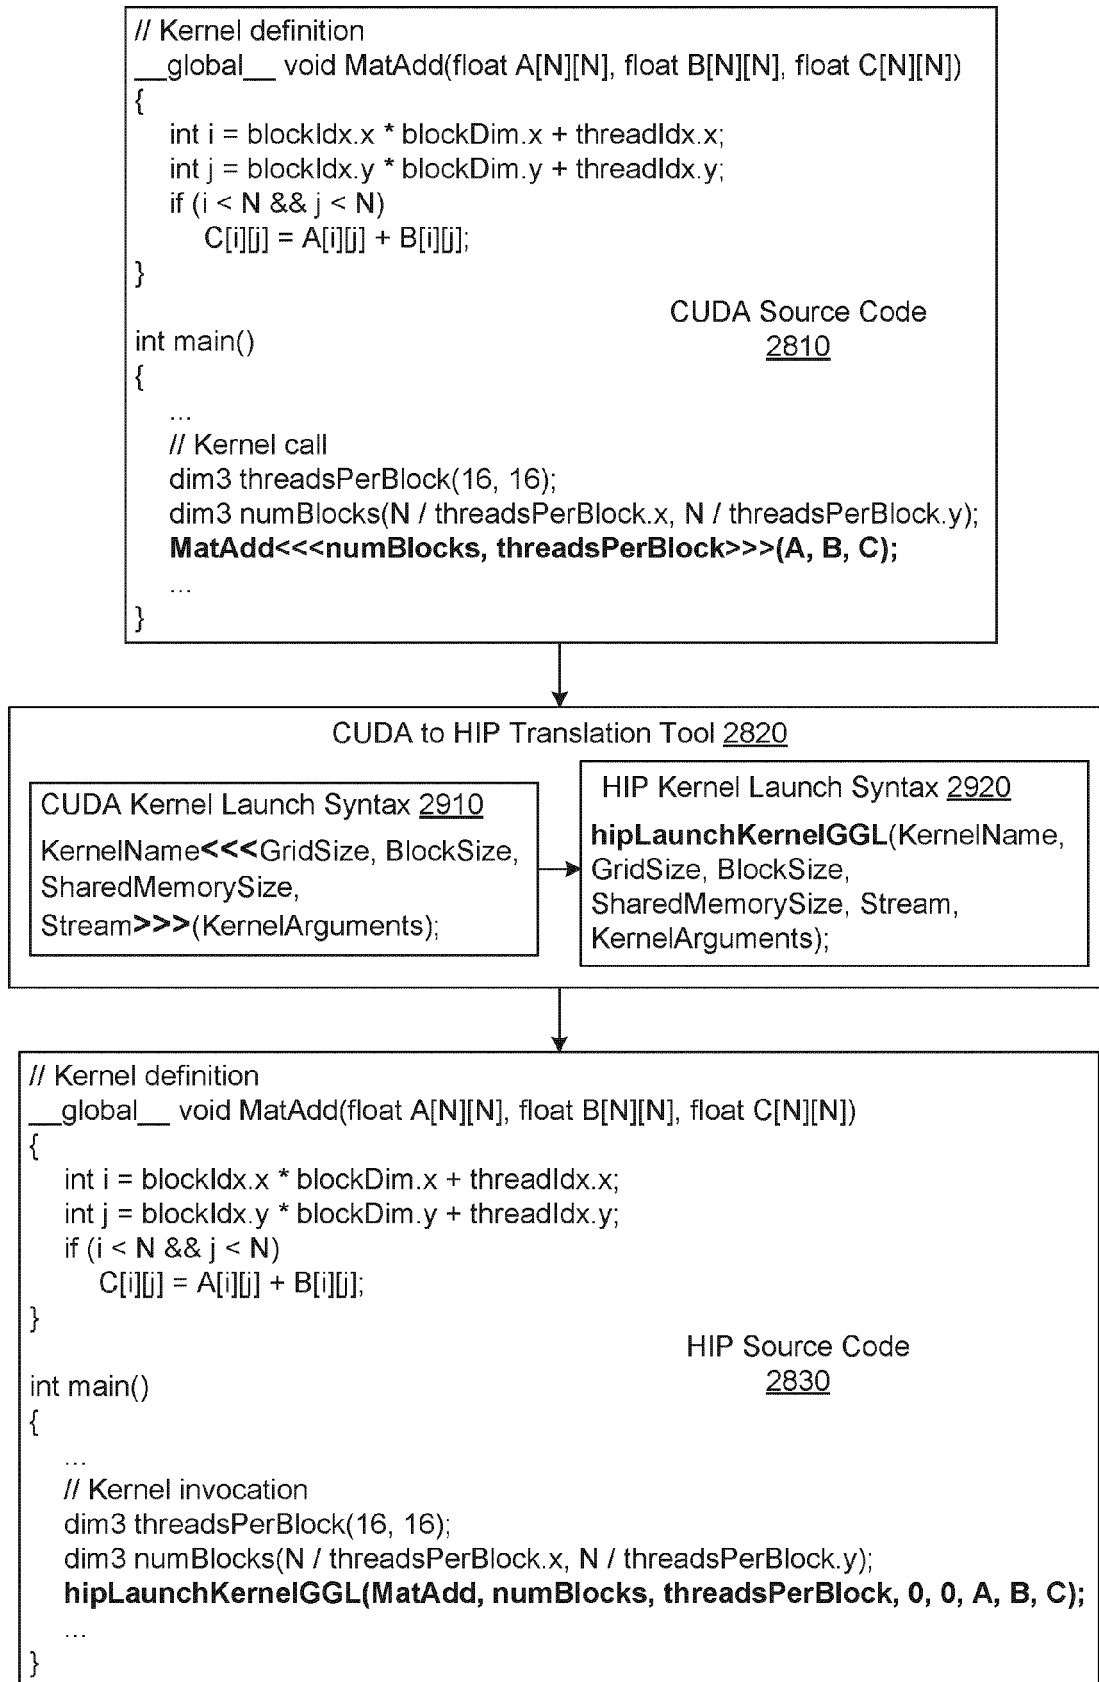 // Kernel definition
__global__ void MatAdd(float A[N][N], float B[N][N], float C[N][N])
{
int i = blockIdx.x * blockDim.x + threadIdx.x;
int j = blockIdx.y * blockDim.y + threadIdx.y;
if (i < N && j < N)
C[i][j] = A[i][j] + B[i][j];
}
CUDA Source Code
2810
int main()
{
...
// Kernel call
dim3 threadsPerBlock(16, 16);
dim3 numBlocks(N / threadsPerBlock.x, N / threadsPerBlock.y);
MatAdd<<<numBlocks, threadsPerBlock>>>(A, B, C);
...
}
CUDA to HIP Translation Tool 2820
CUDA Kernel Launch Syntax 2910
KernelName<<<GridSize, BlockSize,
SharedMemorySize,
Stream>>>(KernelArguments);
HIP Kernel Launch Syntax 2920
hipLaunchKernelGGL(KernelName,
GridSize, BlockSize,
SharedMemorySize, Stream,
KernelArguments);
// Kernel definition
__global__ void MatAdd(float A[N][N], float B[N][N], float C[N][N])
{
int i = blockIdx.x * blockDim.x + threadIdx.x;
int j = blockIdx.y * blockDim.y + threadIdx.y;
if (i < N && j < N)
C[i][j] = A[i][j] + B[i][j];
}
HIP Source Code
2830
int main()
{
...
// Kernel invocation
dim3 threadsPerBlock(16, 16);
dim3 numBlocks(N / threadsPerBlock.x, N / threadsPerBlock.y);
hipLaunchKernelGGL(MatAdd, numBlocks, threadsPerBlock, 0, 0, A, B, C);
...
}